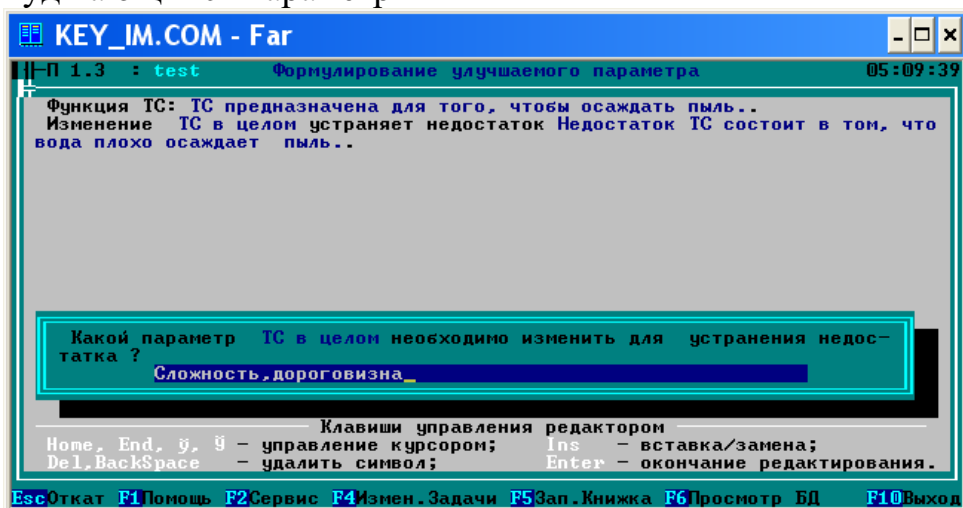 KEY_IM.COM - Far
П 1.3 : test Формулирование улучшаемого параметра 05:09:39
Функция ТС: ТС предназначена для того, чтобы осаждать пыль..
Изменение ТС в целом устраняет недостаток Недостаток ТС состоит в том, что
вода плохо осаждает пыль..
Какой параметр ТС в целом необходимо изменить для устранения недос-
татка ?
Сложность,дороговизна_
Клавиши управления редактором
Home, End, ў, ў - управление курсором; Ins - вставка/замена;
Del,BackSpace - удалить символ; Enter - окончание редактирования.
EscОткат F1Помощь F2Сервис F4Измен.Задачи F5Зап.Книжка F6Просмотр БД F10Выход